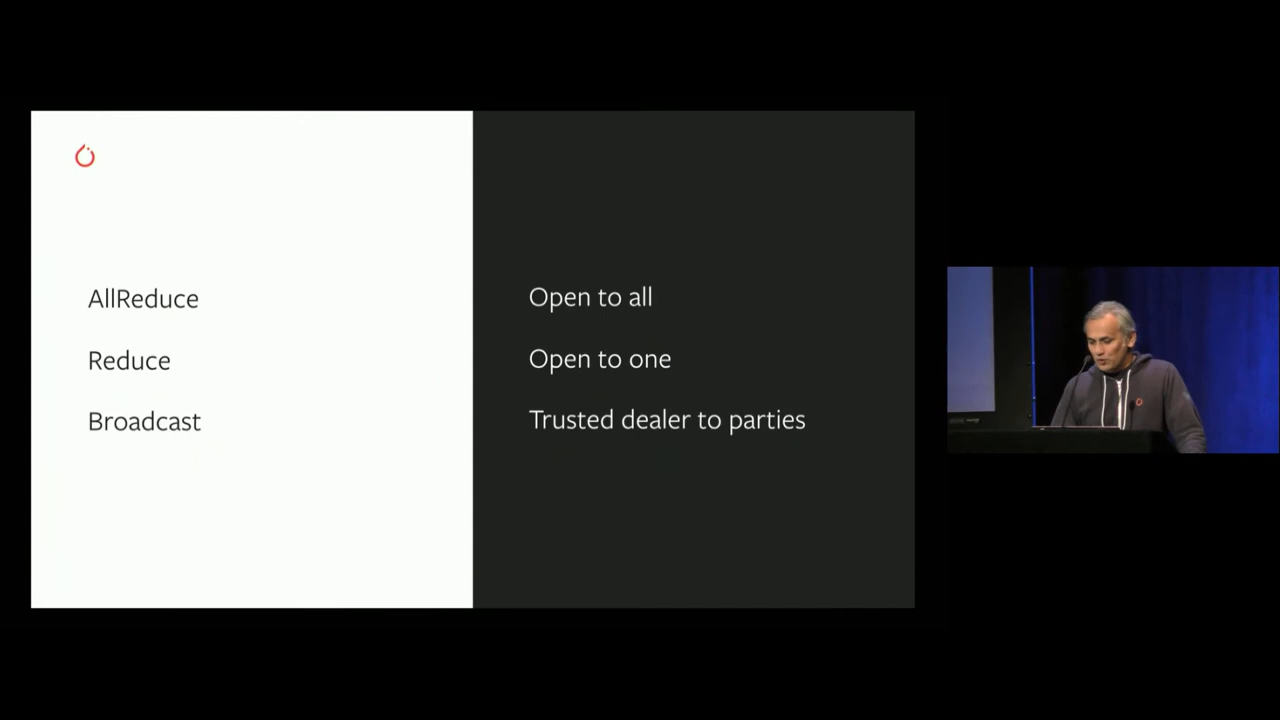 AllReduce
Open to all
Reduce
Open to one
Broadcast
Trusted dealer to parties